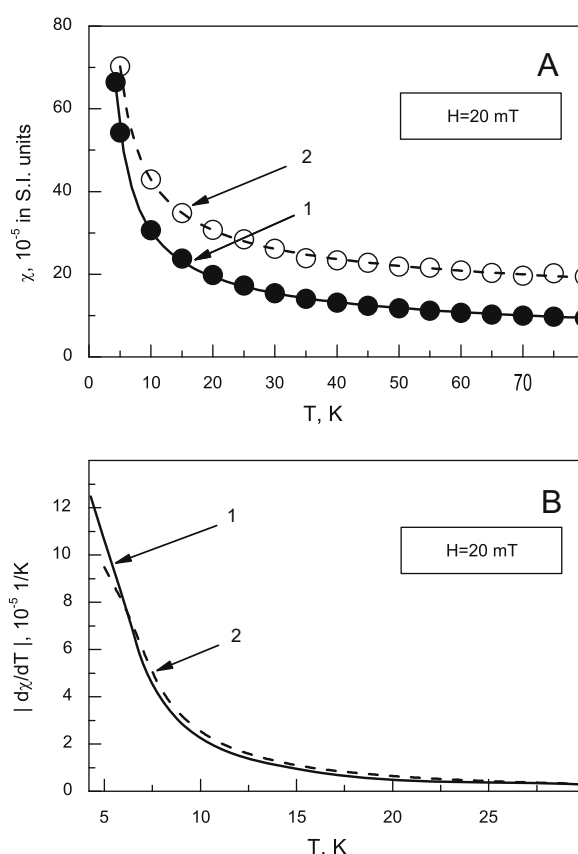 80
A
H=20 mT
60
2
40
1
20
0
χ, 10⁻⁵ in S.I. units
0 10 20 30 40 50 60 70
T, K
B
12
1
H=20 mT
10
8
2
6
4
2
0
| dχ/dT |, 10⁻⁵ 1/K
5 10 15 20 25
T, K